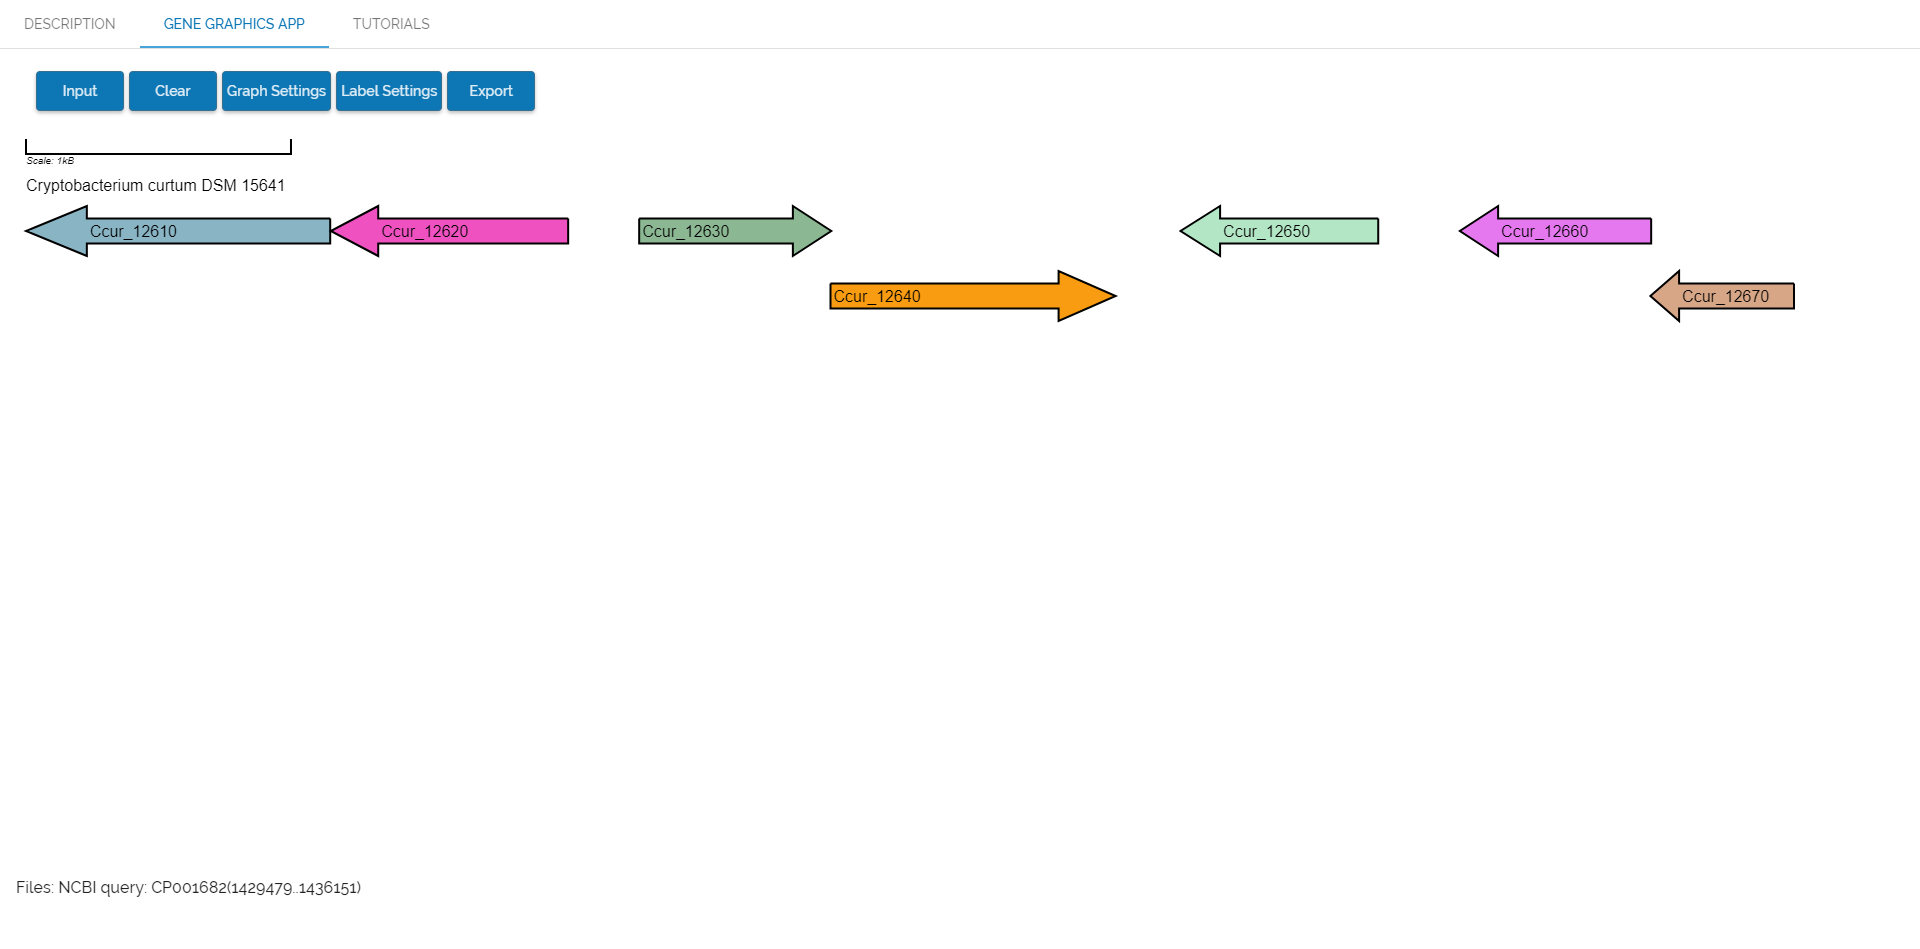 DESCRIPTION GENE GRAPHICS APP TUTORIALS
Input Clear Graph Settings Label Settings Export
Scale: 1kB
Cryptobacterium curtum DSM 15641
Ccur_12610 Ccur_12620 Ccur_12630 Ccur_12650 Ccur_12660
Ccur_12640 Ccur_12670
Files: NCBI query: CP001682(1429479..1436151)